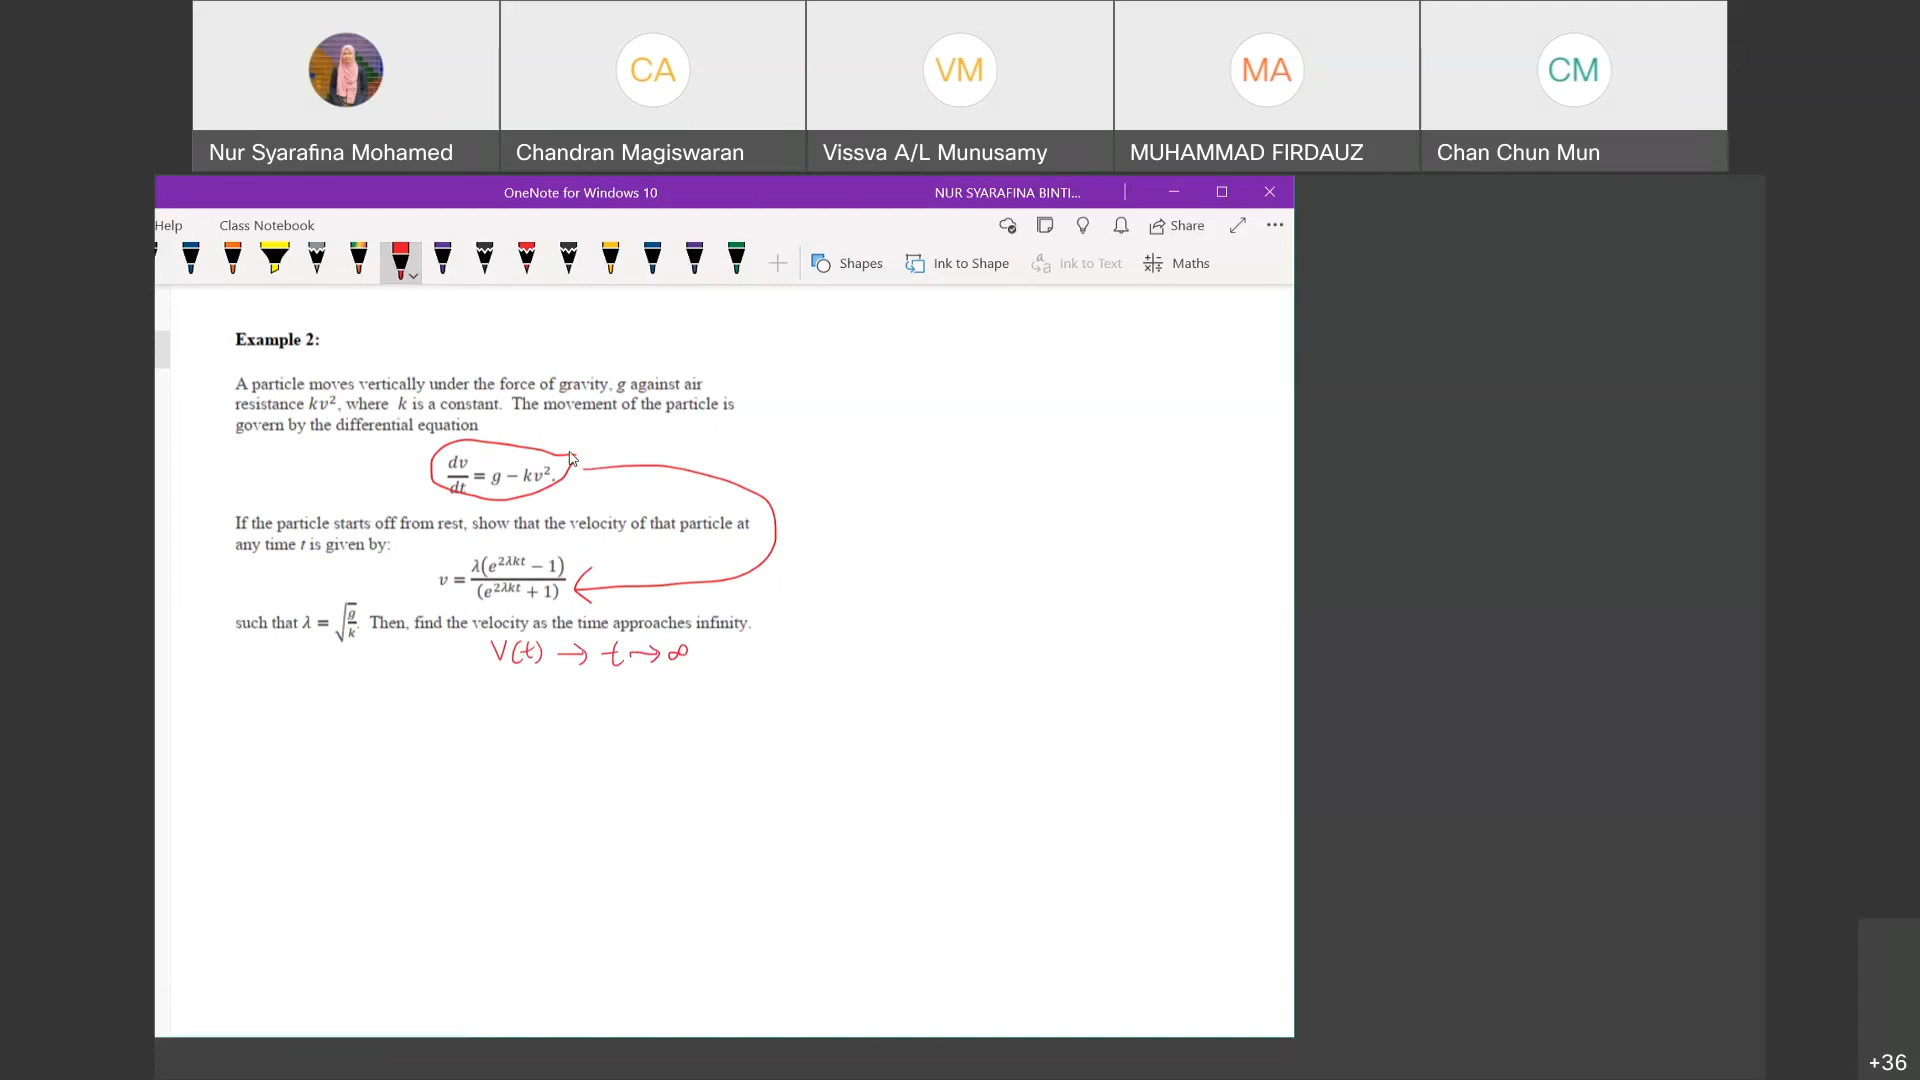 CA
VM
MA
CM
Nur Syarafina Mohamed
Chandran Magiswaran
Vissva A/L Munusamy
MUHAMMAD FIRDAUZ
Chan Chun Mun
OneNote for Windows 10
NUR SYARAFINA BINTI...
Help
Class Notebook
Share
Shapes
Ink to Shape
Ink to Text
Maths
Example 2:
A particle moves vertically under the force of gravity, g against air
resistance kv², where k is a constant. The movement of the particle is
govern by the differential equation
dv/dt = g − kv².
If the particle starts off from rest, show that the velocity of that particle at
any time t is given by:
v = λ(e^{2λkt} − 1)/(e^{2λkt} + 1)
such that λ = √(g/k). Then, find the velocity as the time approaches infinity.
V(t) → t → ∞
+36